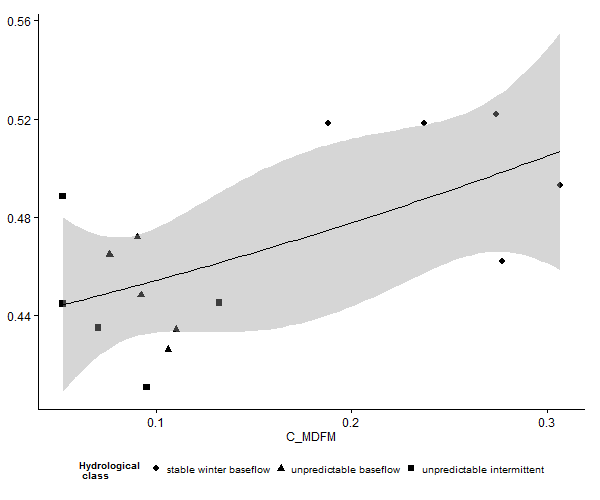 0.56
0.52
0.48
0.44
0.1 0.2 0.3
C_MDFM
Hydrological
class
stable winter baseflow unpredictable baseflow unpredictable intermittent